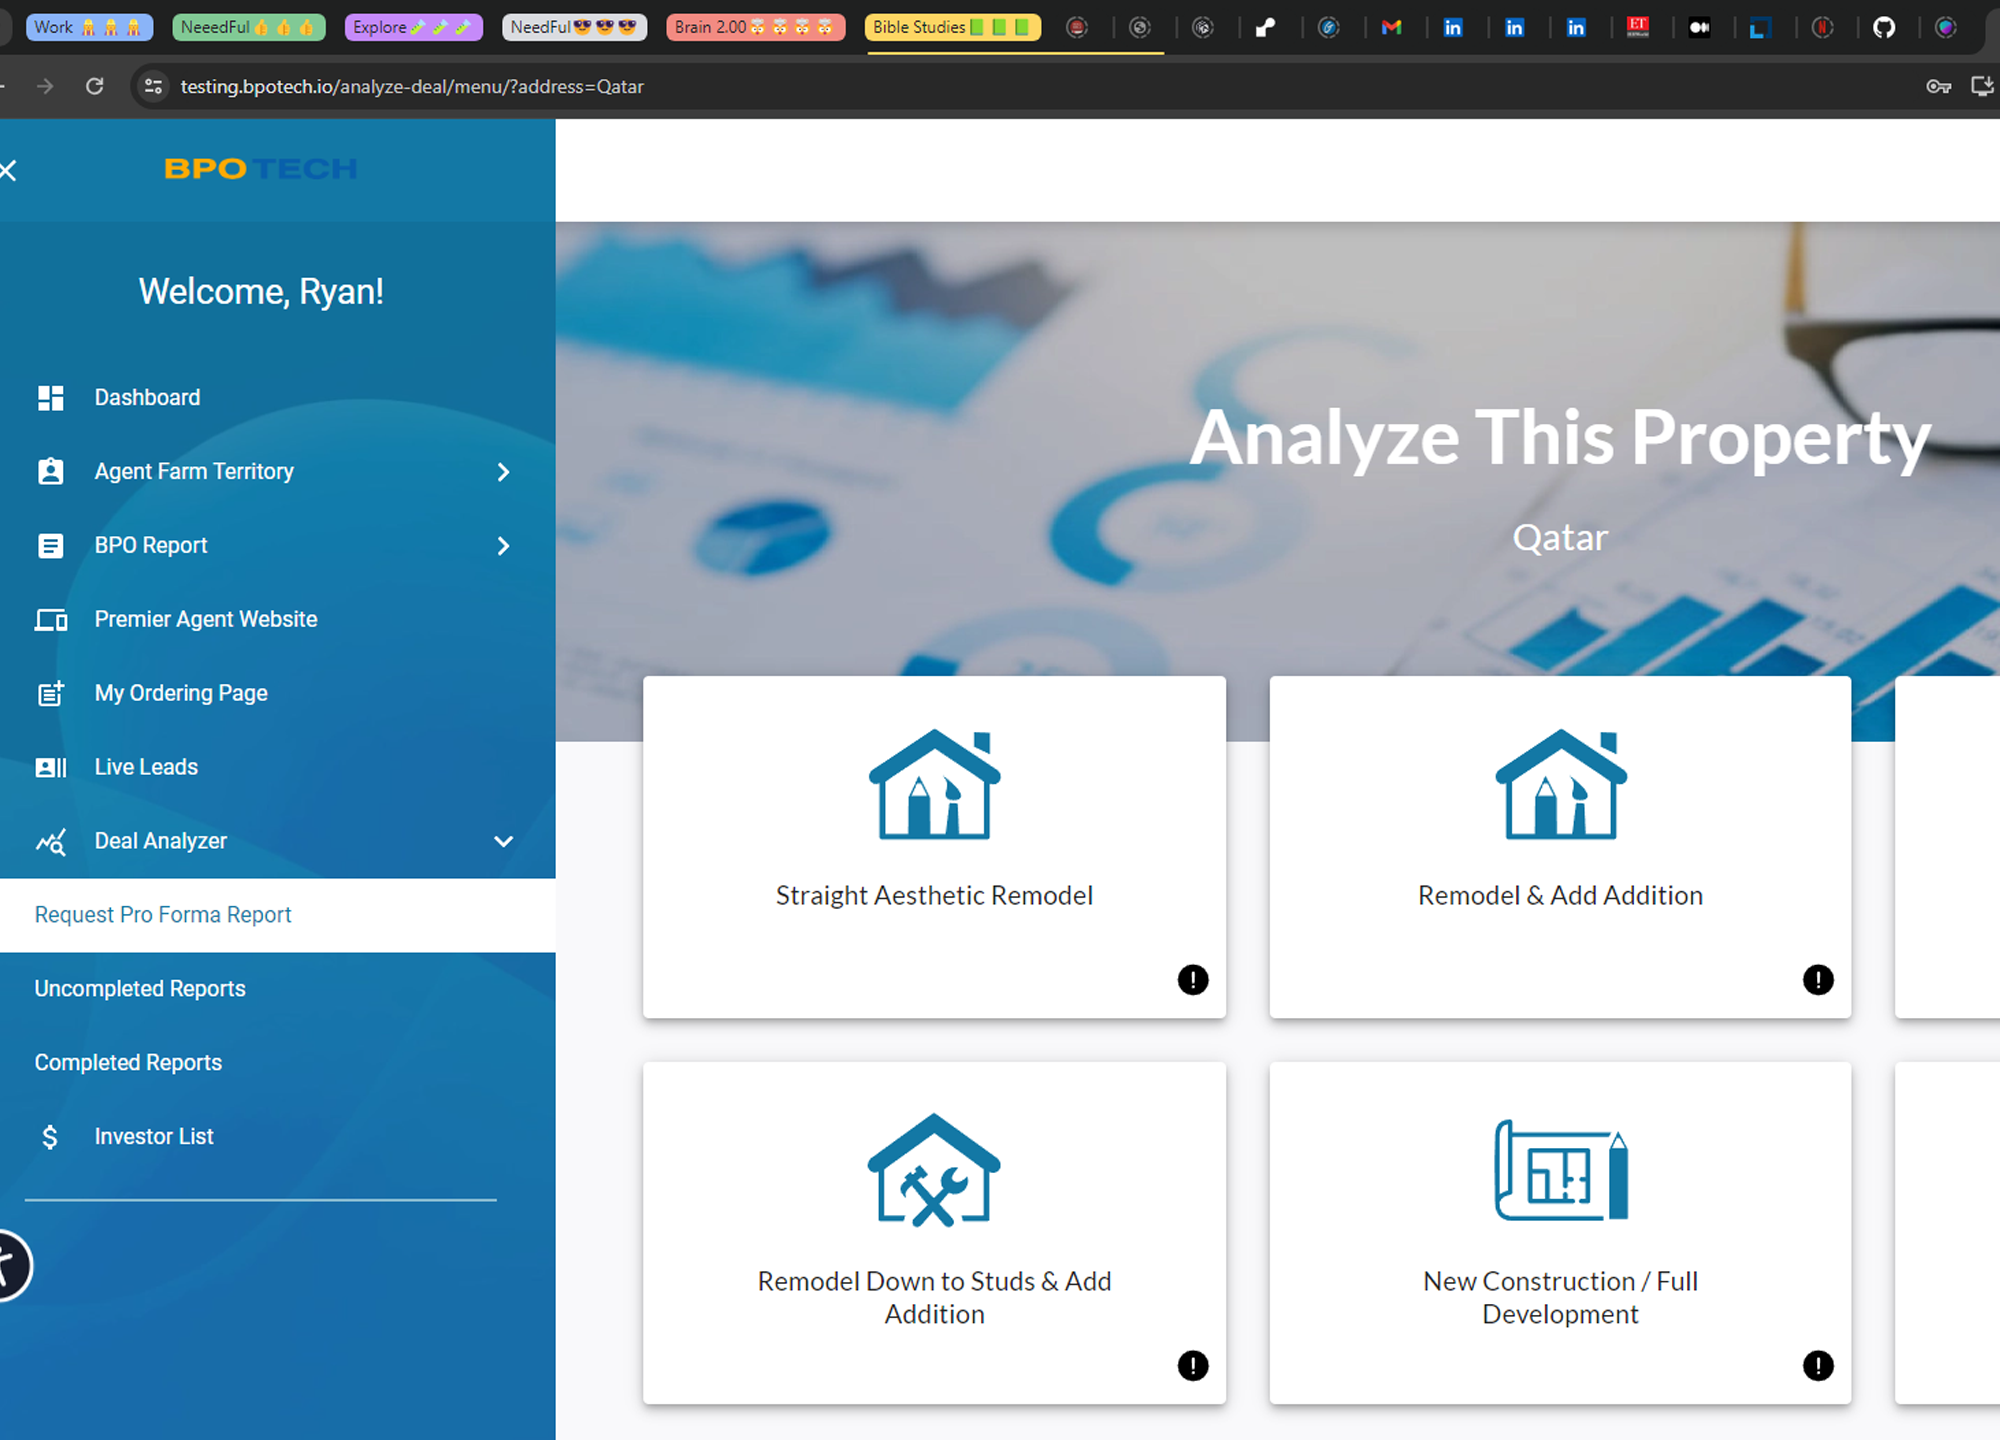 Work
NeeedFul
Explore
NeedFul
Brain 2.00
Bible Studies
testing.bpotech.io/analyze-deal/menu/?address=Qatar
BPO TECH
Welcome, Ryan!
Dashboard
Agent Farm Territory
BPO Report
Premier Agent Website
My Ordering Page
Live Leads
Deal Analyzer
Request Pro Forma Report
Uncompleted Reports
Completed Reports
Investor List
Analyze This Property
Qatar
Straight Aesthetic Remodel
Remodel & Add Addition
Remodel Down to Studs & Add
Addition
New Construction / Full
Development